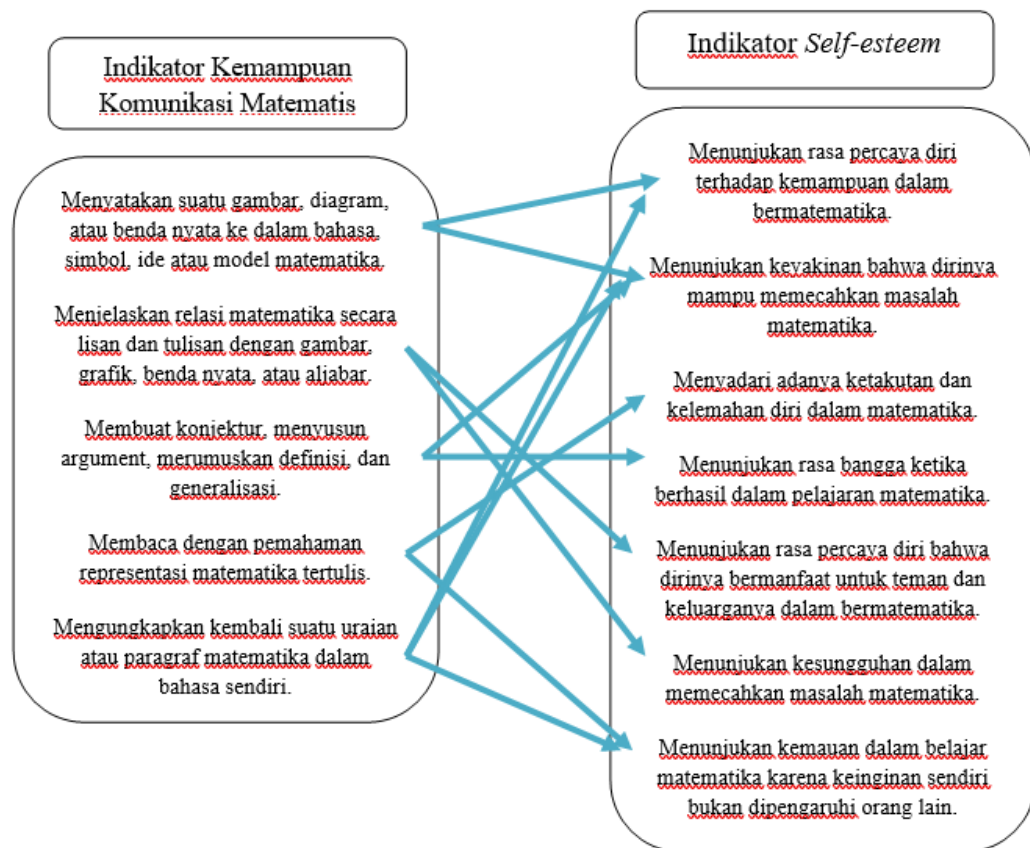 Indikator Kemampuan
Komunikasi Matematis
Menyatakan suatu gambar, diagram,
atau benda nyata ke dalam bahasa,
simbol, ide atau model matematika.
Menjelaskan relasi matematika secara
lisan dan tulisan dengan gambar,
grafik, benda nyata, atau aljabar.
Membuat konjektur, menyusun
argument, merumuskan definisi, dan
generalisasi.
Membaca dengan pemahaman
representasi matematika tertulis.
Mengungkapkan kembali suatu uraian
atau paragraf matematika dalam
bahasa sendiri.
Indikator Self-esteem
Menunjukan rasa percaya diri
terhadap kemampuan dalam
bermatematika.
Menunjukan keyakinan bahwa dirinya
mampu memecahkan masalah
matematika.
Menyadari adanya ketakutan dan
kelemahan diri dalam matematika.
Menunjukan rasa bangga ketika
berhasil dalam pelajaran matematika.
Menunjukan rasa percaya diri bahwa
dirinya bermanfaat untuk teman dan
keluarganya dalam bermatematika.
Menunjukan kesungguhan dalam
memecahkan masalah matematika.
Menunjukan kemauan dalam belajar
matematika karena keinginan sendiri
bukan dipengaruhi orang lain.